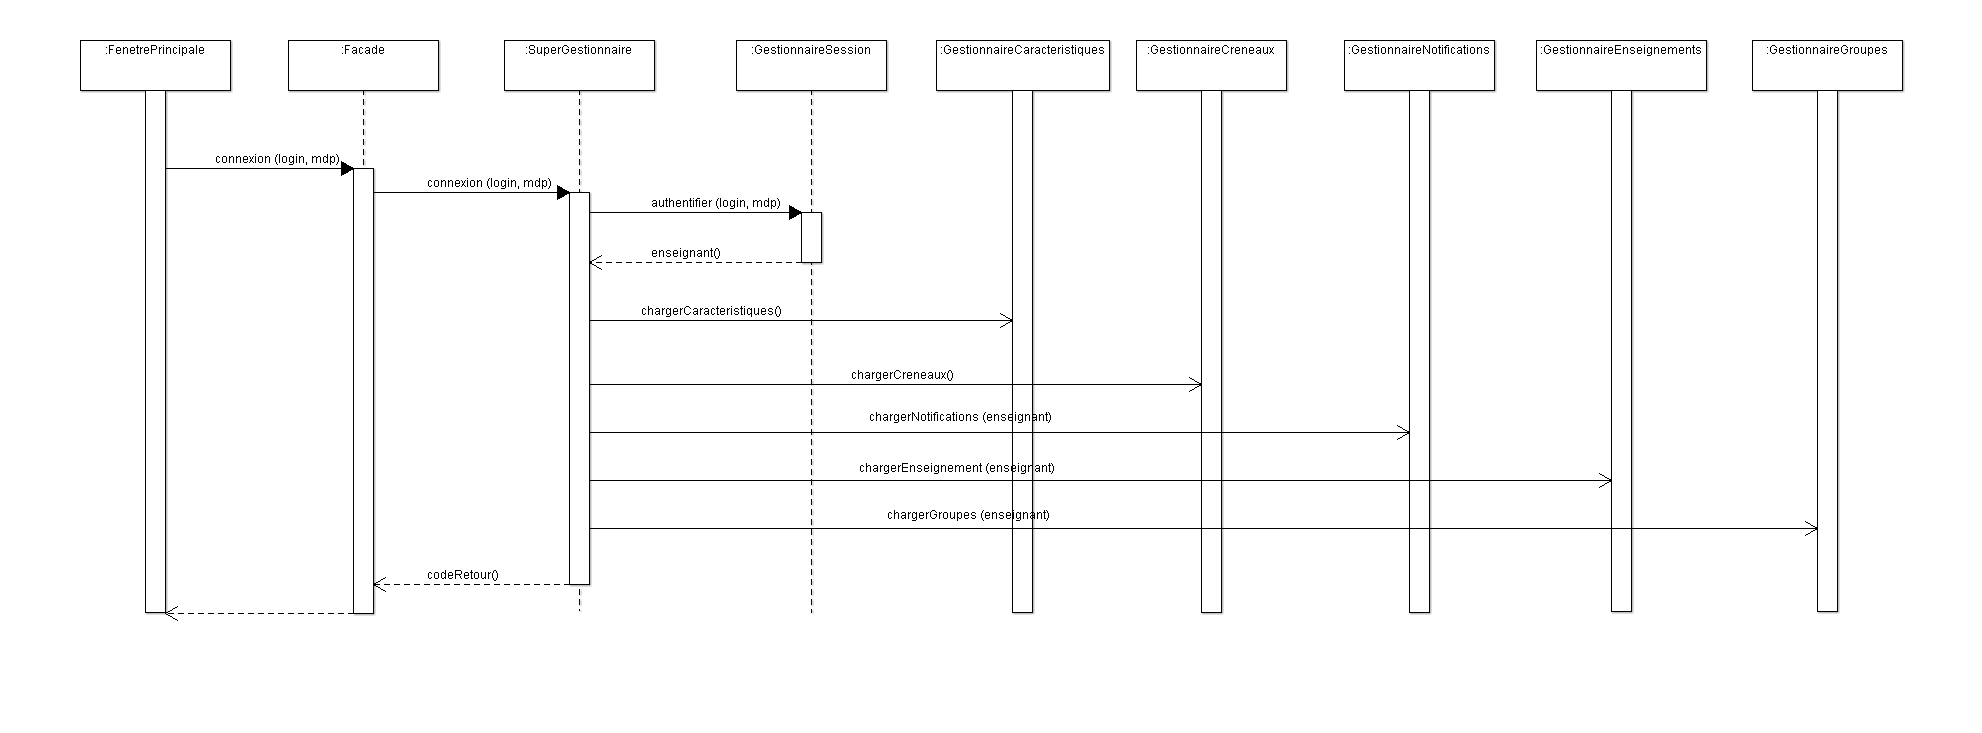 :FenetrePrincipale
:Facade
:SuperGestionnaire
:GestionnaireSession
:GestionnaireCaracteristiques
:GestionnaireCreneaux
:GestionnaireNotifications
:GestionnaireEnseignements
:GestionnaireGroupes
connexion (login, mdp)
connexion (login, mdp)
authentifier (login, mdp)
enseignant()
chargerCaracteristiques()
chargerCreneaux()
chargerNotifications (enseignant)
chargerEnseignement (enseignant)
chargerGroupes (enseignant)
codeRetour()